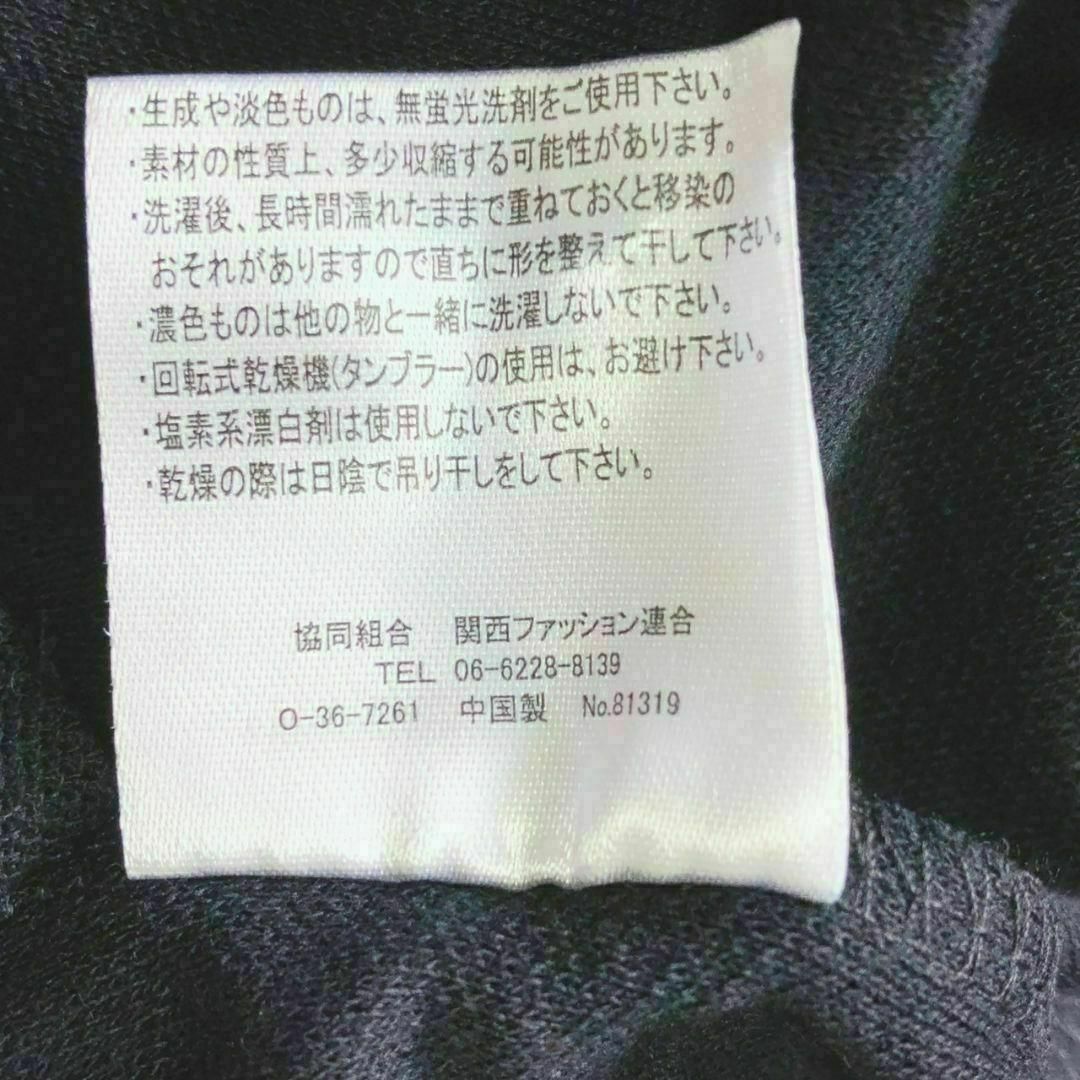 ・生成や淡色ものは、無蛍光洗剤をご使用下さい。
・素材の性質上、多少収縮する可能性があります。
・洗濯後、長時間濡れたままで重ねておくと移染の
おそれがありますので直ちに形を整えて干して下さい。
・濃色ものは他の物と一緒に洗濯しないで下さい。
・回転式乾燥機(タンブラー)の使用は、お避け下さい。
・塩素系漂白剤は使用しないで下さい。
・乾燥の際は日陰で吊り干しをして下さい。
協同組合 関西ファッション連合
TEL 06-6228-8139
O-36-7261 中国製 No.81319